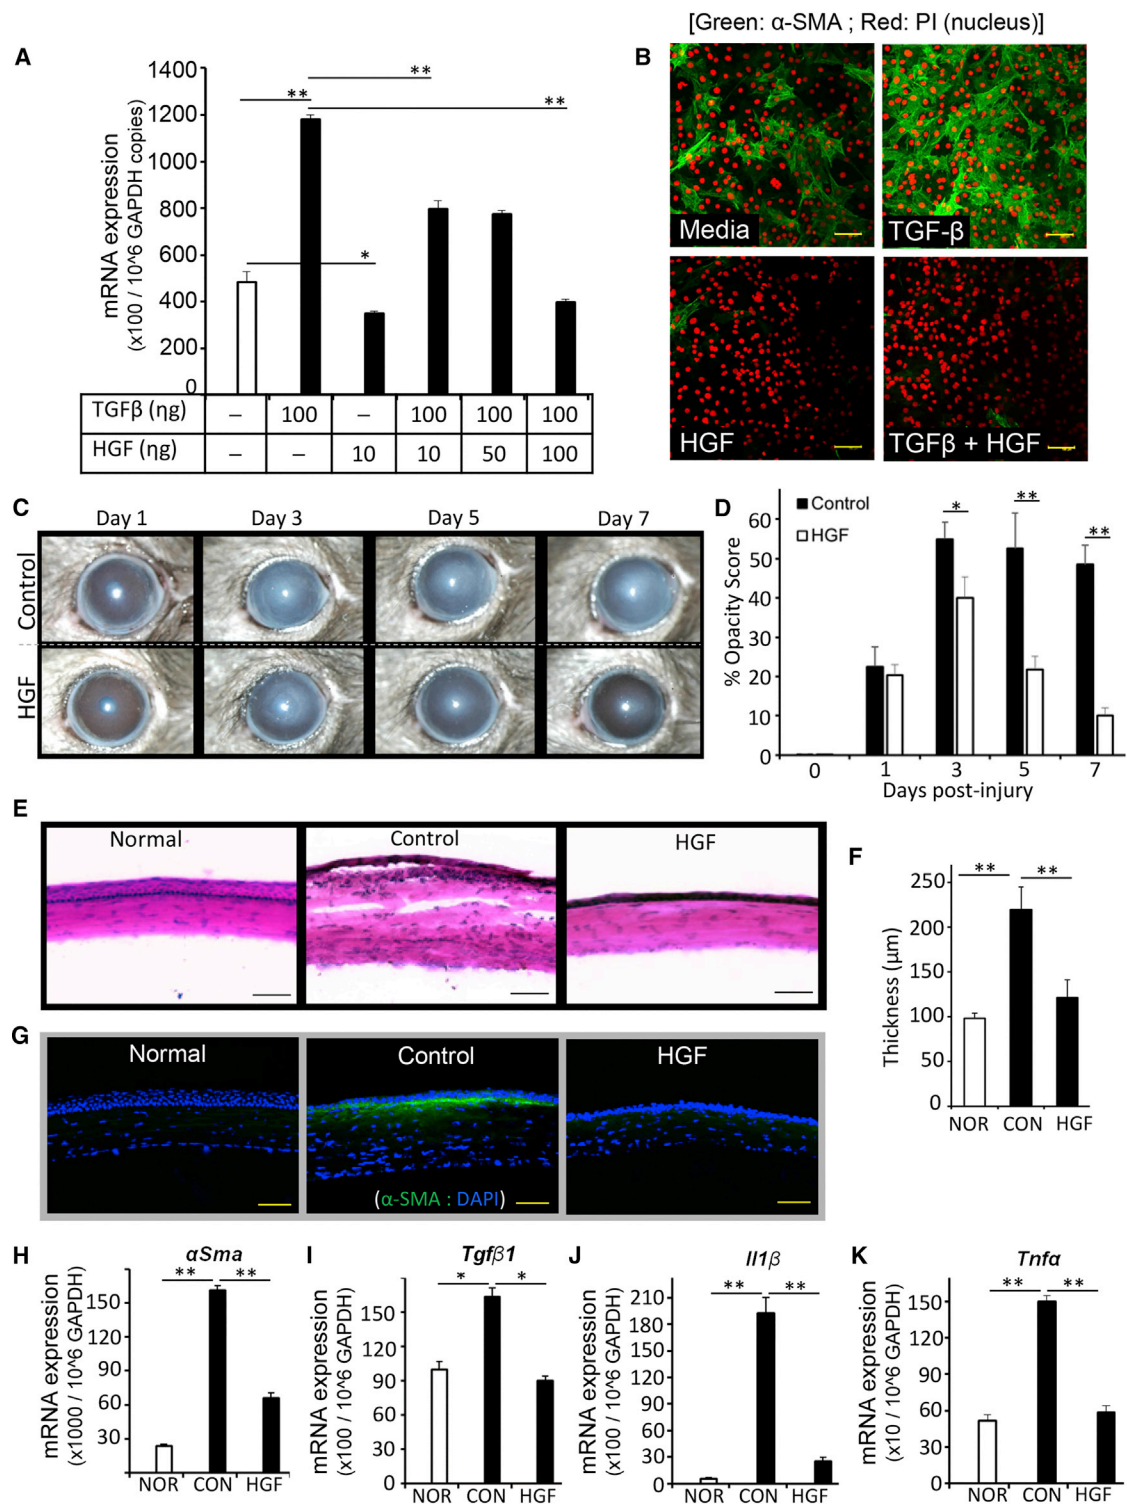 [Green: α-SMA ; Red: PI (nucleus)]
A
mRNA expression
(x100 / 10^6 GAPDH copies)
1400
1200
1000
800
600
400
200
0
**
**
**
*
TGFβ (ηg) – 100 – 100 100 100
HGF (ηg) – – 10 10 50 100
B
Media
TGF-β
HGF
TGFβ + HGF
C
Day 1 Day 3 Day 5 Day 7
Control
HGF
D
Control
HGF
% Opacity Score
60
50
40
30
20
10
0
* ** **
0 1 3 5 7
Days post-injury
E
Normal Control HGF
F
Thickness (µm)
250
200
150
100
50
0
** **
NOR CON HGF
G
Normal Control HGF
(α-SMA : DAPI)
H
αSma
mRNA expression
(x1000 / 10^6 GAPDH)
150
120
90
60
30
** **
NOR CON HGF
I
Tgfβ1
mRNA expression
(x100 / 10^6 GAPDH)
150
120
90
60
30
0
* *
NOR CON HGF
J
Il1β
mRNA expression
(x100 / 10^6 GAPDH)
210
180
150
120
90
60
30
0
** **
NOR CON HGF
K
Tnfα
mRNA expression
(x10 / 10^6 GAPDH)
150
120
90
60
30
0
** **
NOR CON HGF